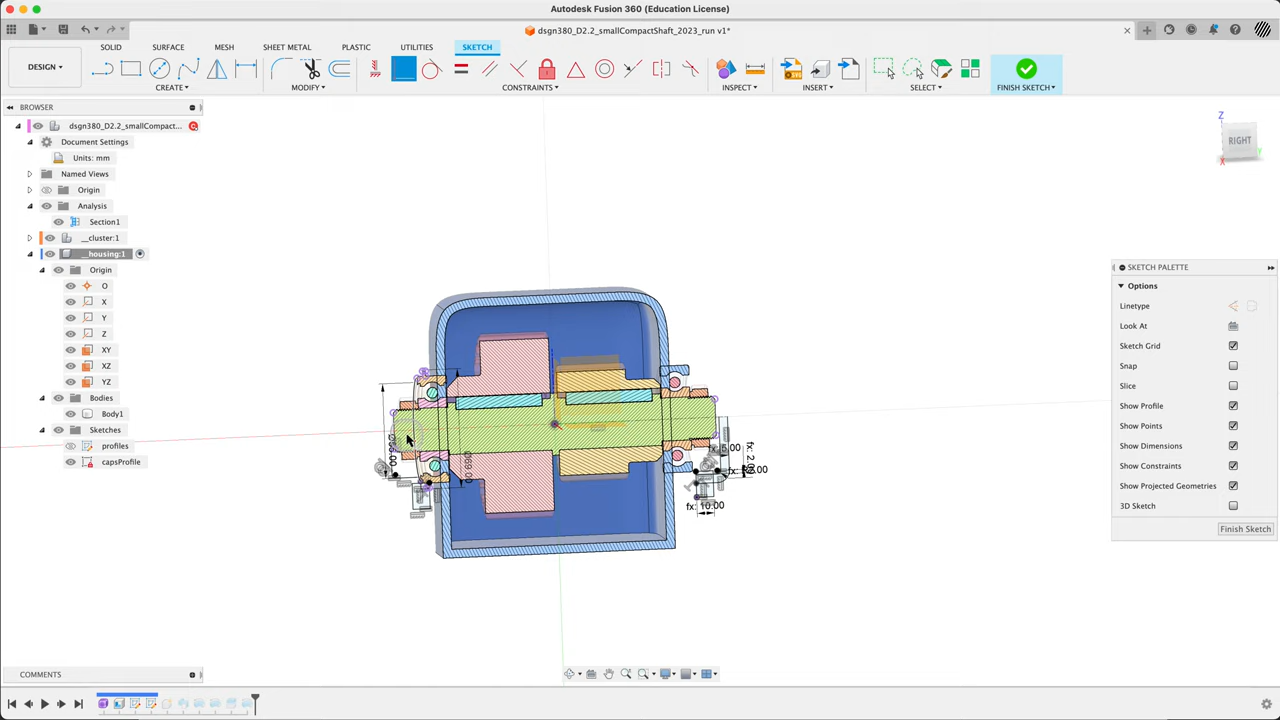 Autodesk Fusion 360 (Education License)
dsgn380_D2.2_smallCompactShaft_2023_run v1*
SOLID SURFACE MESH SHEET METAL PLASTIC UTILITIES SKETCH
DESIGN
CREATE MODIFY CONSTRAINTS INSPECT INSERT SELECT FINISH SKETCH
BROWSER
dsgn380_D2.2_smallCompact...
Document Settings
Units: mm
Named Views
Origin
Analysis
Section1
__cluster:1
__housing:1
Origin
O
X
Y
Z
XY
XZ
YZ
Bodies
Body1
Sketches
profiles
capsProfile
Z
RIGHT
X
SKETCH PALETTE
Options
Linetype
Look At
Sketch Grid
Snap
Slice
Show Profile
Show Points
Show Dimensions
Show Constraints
Show Projected Geometries
3D Sketch
Finish Sketch
fx: 10.00
COMMENTS